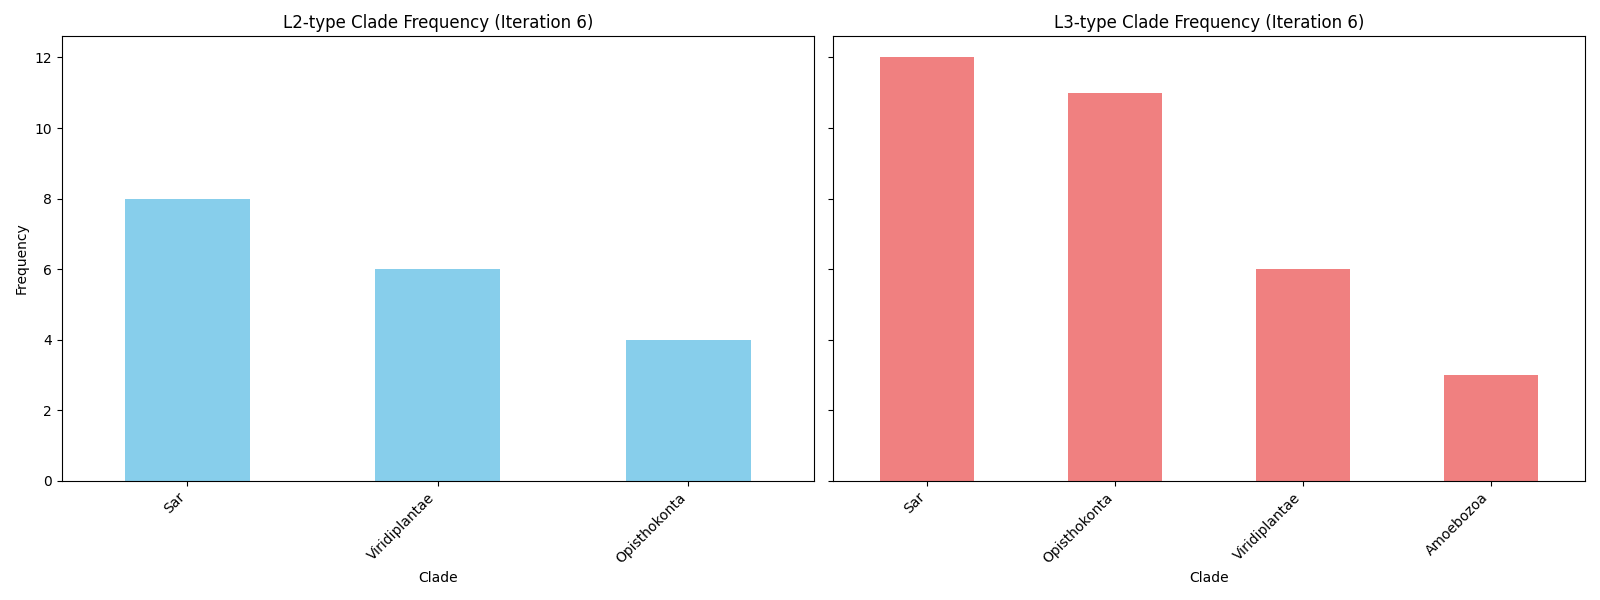 L2-type Clade Frequency (Iteration 6)
Frequency
12
10
8
6
4
2
0
Sar
Viridiplantae
Opisthokonta
Clade
L3-type Clade Frequency (Iteration 6)
Sar
Opisthokonta
Viridiplantae
Amoebozoa
Clade